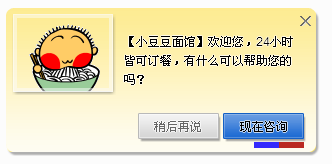 【小豆豆面馆】欢迎您，24小时
皆可订餐，有什么可以帮助您的
吗？
稍后再说
现在咨询